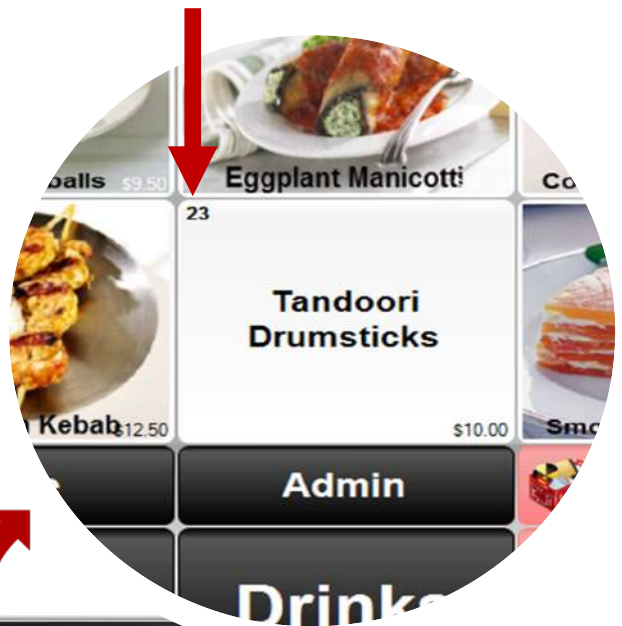 balls $9.50
Eggplant Manicotti
Co
23
Tandoori
Drumsticks
$10.00
Kebab $12.50
Smo
Admin
Drinks